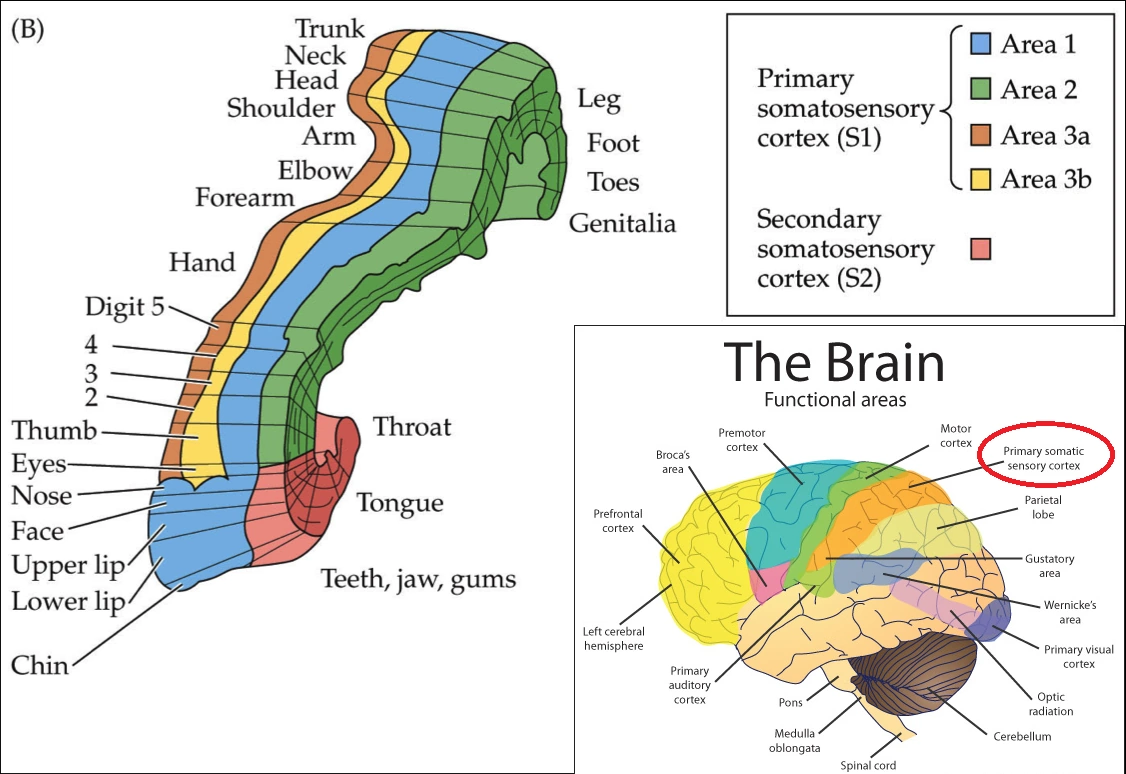 (B)
Trunk
Neck
Head
Shoulder
Arm
Elbow
Forearm
Hand
Digit 5
4
3
2
Thumb
Eyes
Nose
Face
Upper lip
Lower lip
Chin
Leg
Foot
Toes
Genitalia
Throat
Tongue
Teeth, jaw, gums
Primary
somatosensory
cortex (S1)
Area 1
Area 2
Area 3a
Area 3b
Secondary
somatosensory
cortex (S2)
The Brain
Functional areas
Premotor
cortex
Motor
cortex
Broca's
area
Primary somatic
sensory cortex
Prefrontal
cortex
Parietal
lobe
Gustatory
area
Wernicke's
area
Left cerebral
hemisphere
Primary visual
cortex
Primary
auditory
cortex
Pons
Optic
radiation
Medulla
oblongata
Cerebellum
Spinal cord